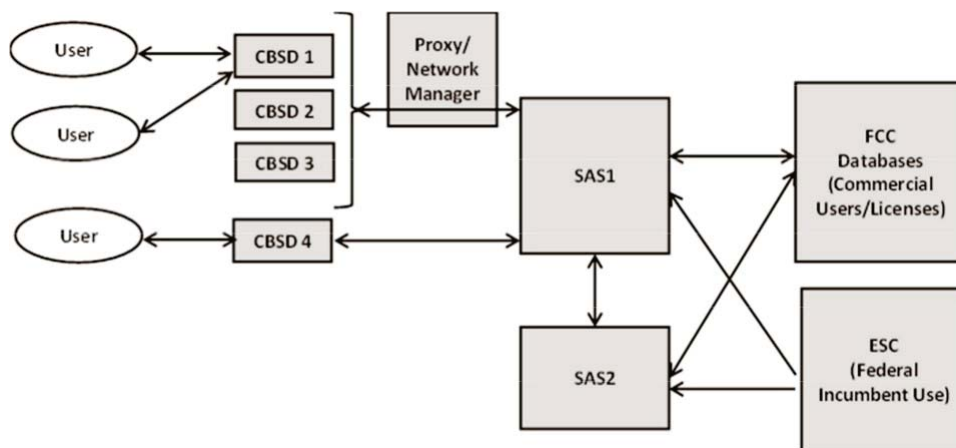 User
CBSD 1
User
CBSD 2
CBSD 3
User
CBSD 4
Proxy/
Network
Manager
SAS1
SAS2
FCC
Databases
(Commercial
Users/Licenses)
ESC
(Federal
Incumbent Use)